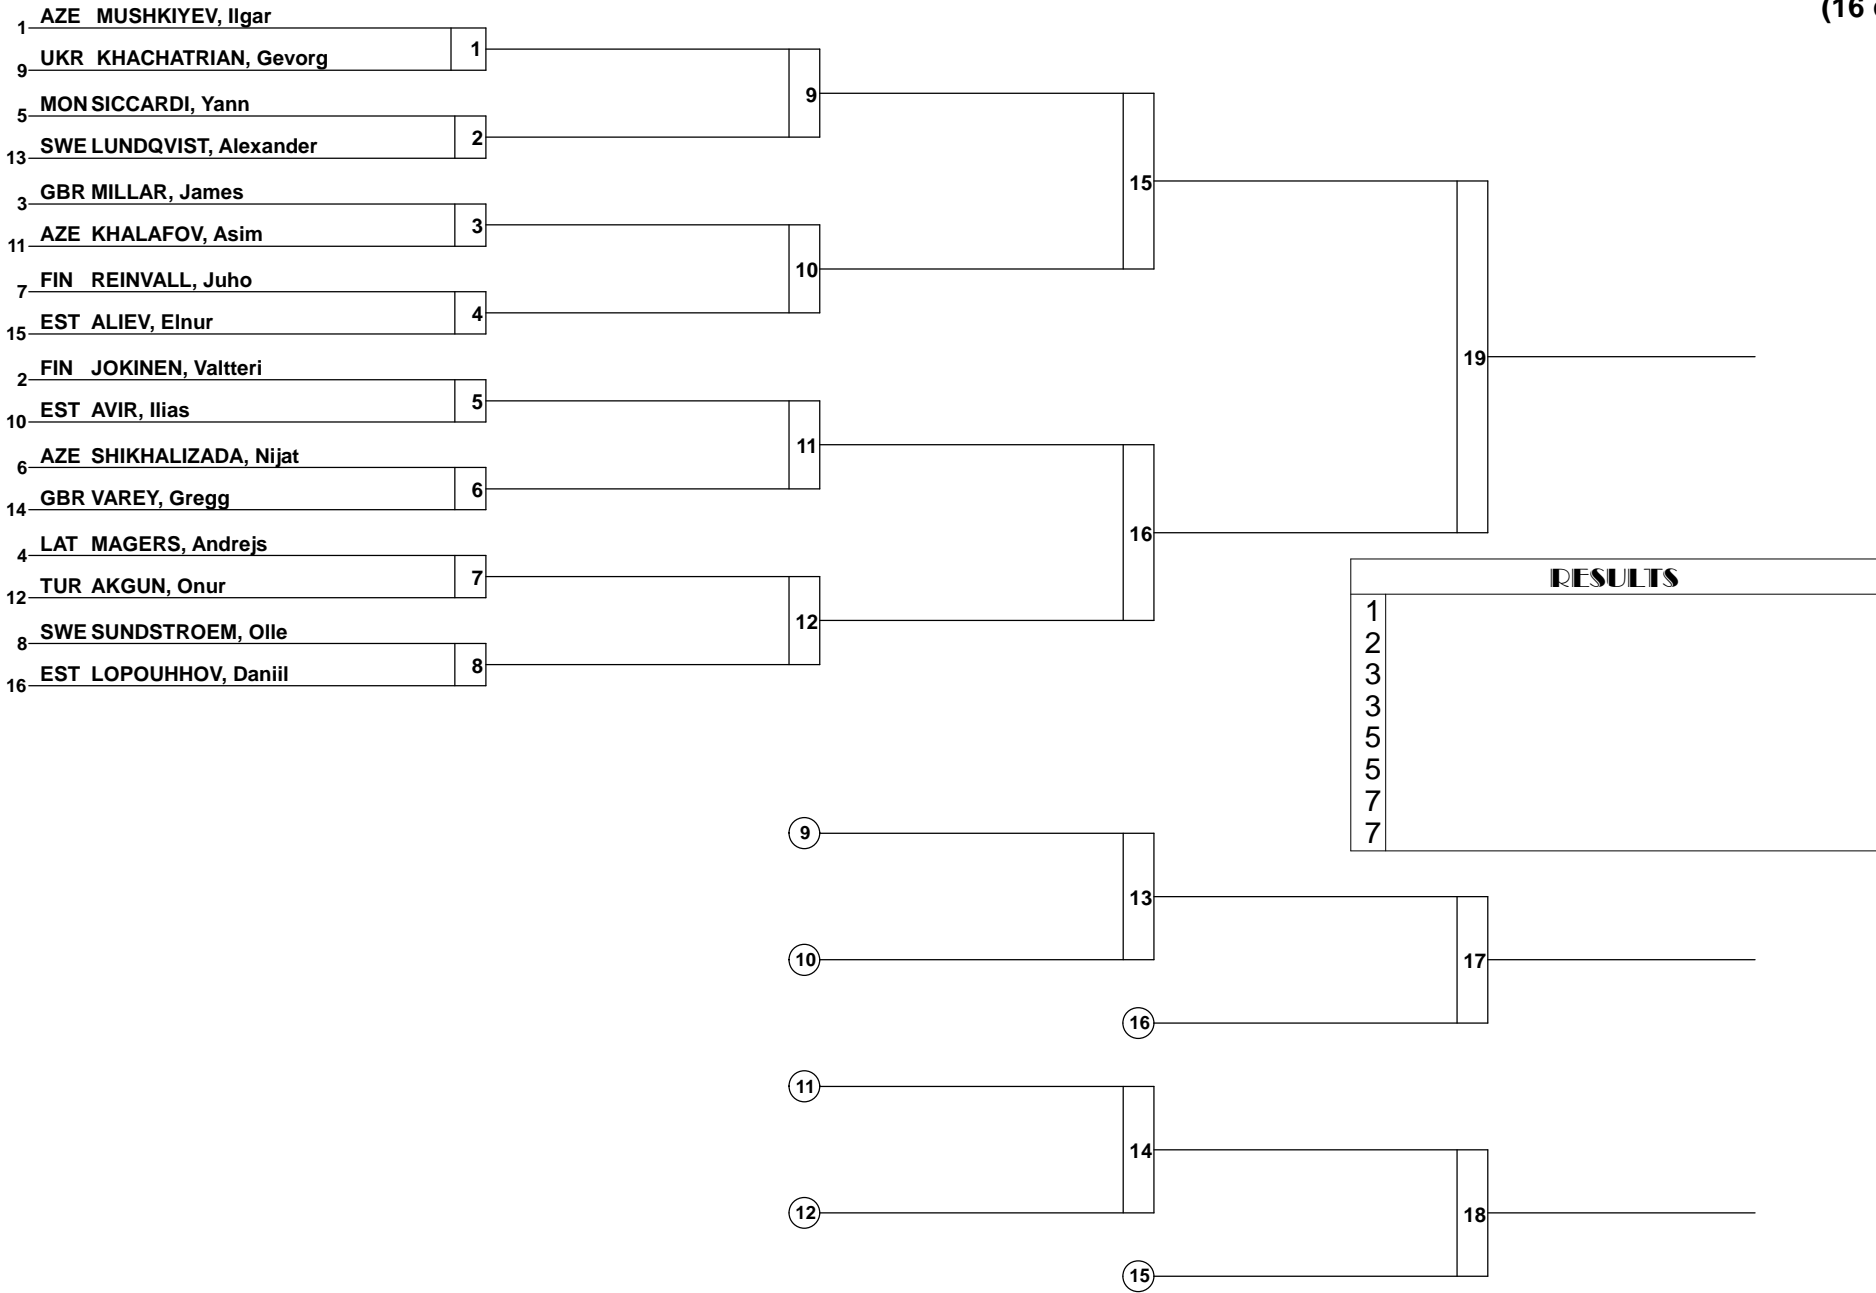 (16
1 AZE MUSHKIYEV, Ilgar
9 UKR KHACHATRIAN, Gevorg
1
5 MON SICCARDI, Yann
13 SWE LUNDQVIST, Alexander
2
9
3 GBR MILLAR, James
11 AZE KHALAFOV, Asim
3
15
7 FIN REINVALL, Juho
15 EST ALIEV, Elnur
4
10
2 FIN JOKINEN, Valtteri
10 EST AVIR, Ilias
5
19
6 AZE SHIKHALIZADA, Nijat
14 GBR VAREY, Gregg
6
11
4 LAT MAGERS, Andrejs
12 TUR AKGUN, Onur
7
16
8 SWE SUNDSTROEM, Olle
16 EST LOPOUHHOV, Daniil
8
12
RESULTS
1
2
3
3
5
5
7
7
9
13
10
17
16
11
14
12
18
15